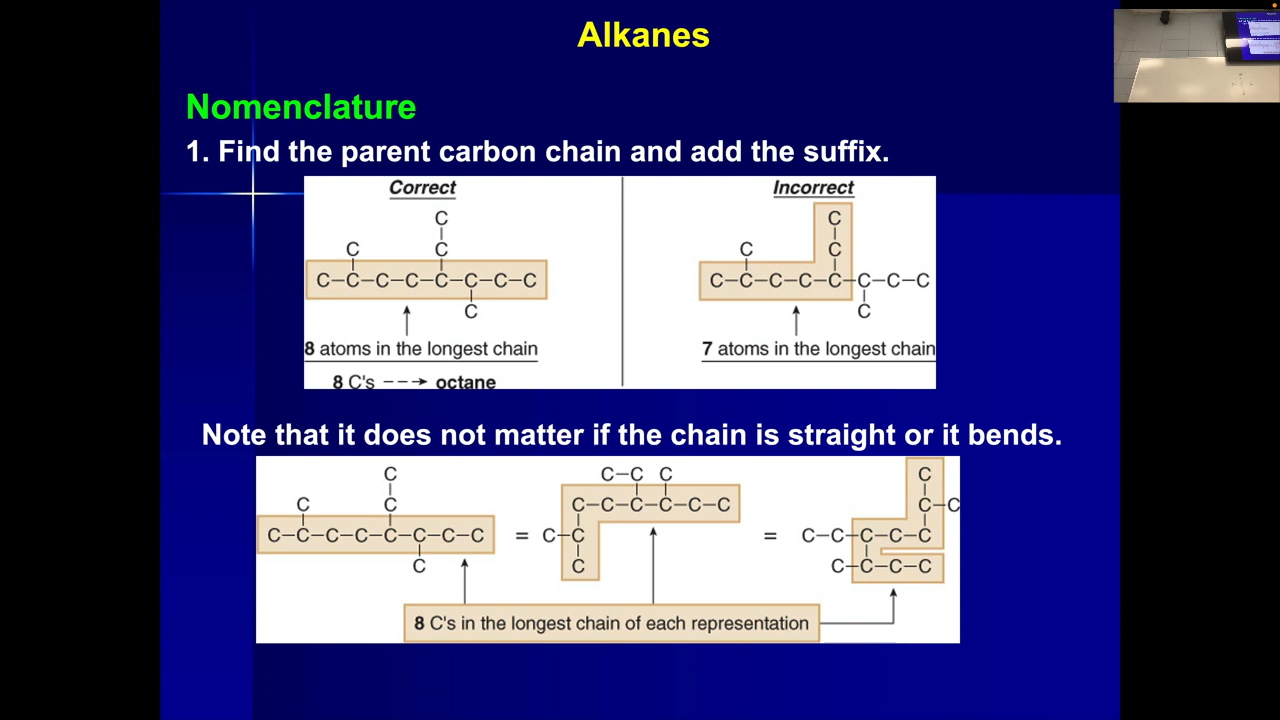 Alkanes
Nomenclature
1. Find the parent carbon chain and add the suffix.
Correct
Incorrect
C
C
C
C-C-C-C-C-C-C-C
C
8 atoms in the longest chain
8 C's ---→ octane
C
C
C
C-C-C-C-C-C-C-C
C
7 atoms in the longest chain
Note that it does not matter if the chain is straight or it bends.
C
C
C
C-C-C-C-C-C-C-C
C
=
C-C C
C-C-C-C-C-C
C-C
C
=
C
C-C
C-C-C-C-C
C-C-C-C
8 C's in the longest chain of each representation